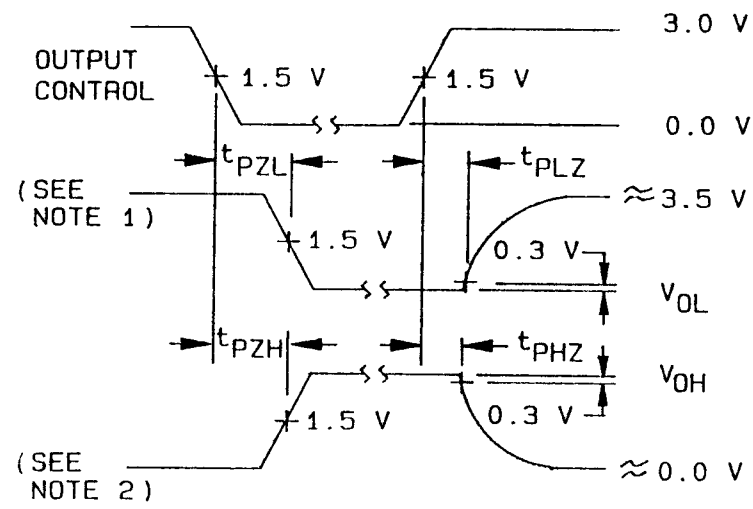 3.0 V
OUTPUT
CONTROL
1.5 V
1.5 V
0.0 V
tPZL
tPLZ
(SEE
NOTE 1)
≈3.5 V
1.5 V
0.3 V
VOL
tPZH
tPHZ
VOH
1.5 V
0.3 V
(SEE
NOTE 2)
≈0.0 V